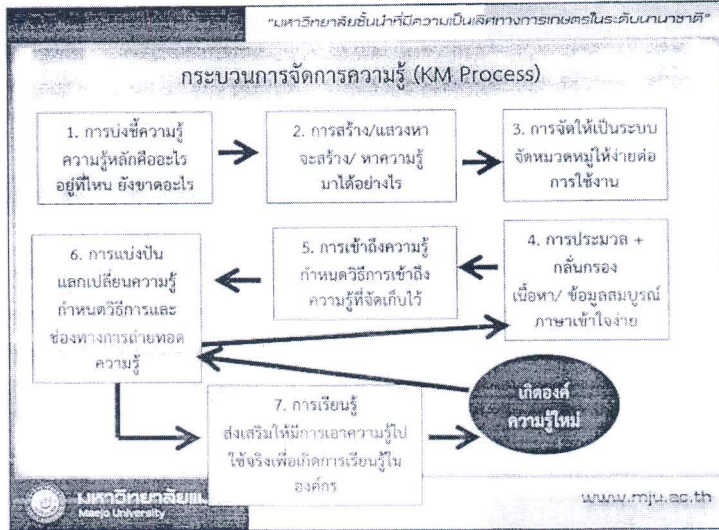 "มหาวิทยาลัยชั้นนำที่มีความเป็นเลิศทางการเกษตรในระดับนานาชาติ"
กระบวนการจัดการความรู้ (KM Process)
1. การบ่งชี้ความรู้
ความรู้หลักคืออะไร
อยู่ที่ไหน ยังขาดอะไร
2. การสร้าง/แสวงหา
จะสร้าง/ หาความรู้
มาได้อย่างไร
3. การจัดให้เป็นระบบ
จัดหมวดหมู่ให้ง่ายต่อ
การใช้งาน
4. การประมวล +
กลั่นกรอง
เนื้อหา/ ข้อมูลสมบูรณ์
ภาษาเข้าใจง่าย
5. การเข้าถึงความรู้
กำหนดวิธีการเข้าถึง
ความรู้ที่จัดเก็บไว้
6. การแบ่งปัน
แลกเปลี่ยนความรู้
กำหนดวิธีการและ
ช่องทางการถ่ายทอด
ความรู้
7. การเรียนรู้
ส่งเสริมให้มีการเอาความรู้ไป
ใช้จริงเพื่อเกิดการเรียนรู้ใน
องค์กร
เกิดองค์
ความรู้ใหม่
มหาวิทยาลัยแ
Maejo University
www.mju.ac.th